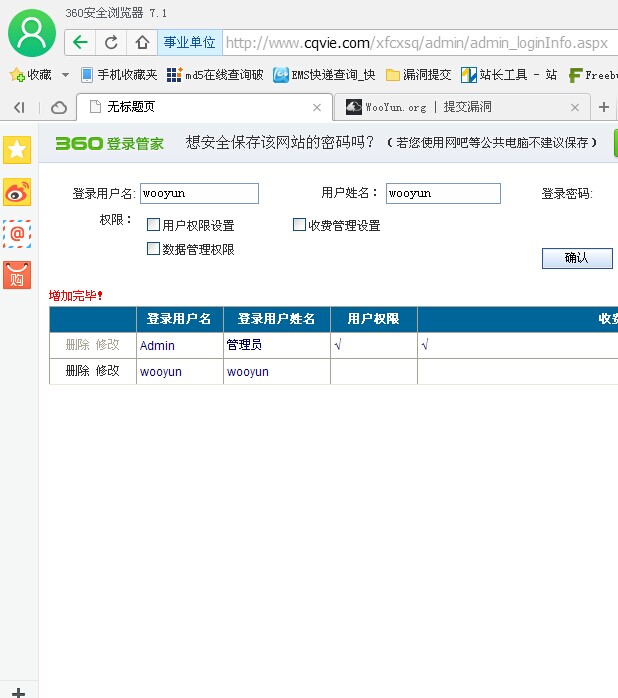 360安全浏览器 7.1
事业单位 http://www.cqvie.com/xfcxsq/admin/admin_loginInfo.aspx
收藏 手机收藏夹 md5在线查询破 EMS快递查询_快 漏洞提交 站长工具 - 站 Freebu
无标题页 WooYun.org | 提交漏洞
360 登录管家 想安全保存该网站的密码吗？（若您使用网吧等公共电脑不建议保存）
登录用户名: wooyun 用户姓名： wooyun 登录密码:
权限： 用户权限设置 收费管理设置
数据管理权限
确认
增加完毕！
登录用户名 登录用户姓名 用户权限 收费
删除 修改 Admin 管理员 √ √
删除 修改 wooyun wooyun
@
购